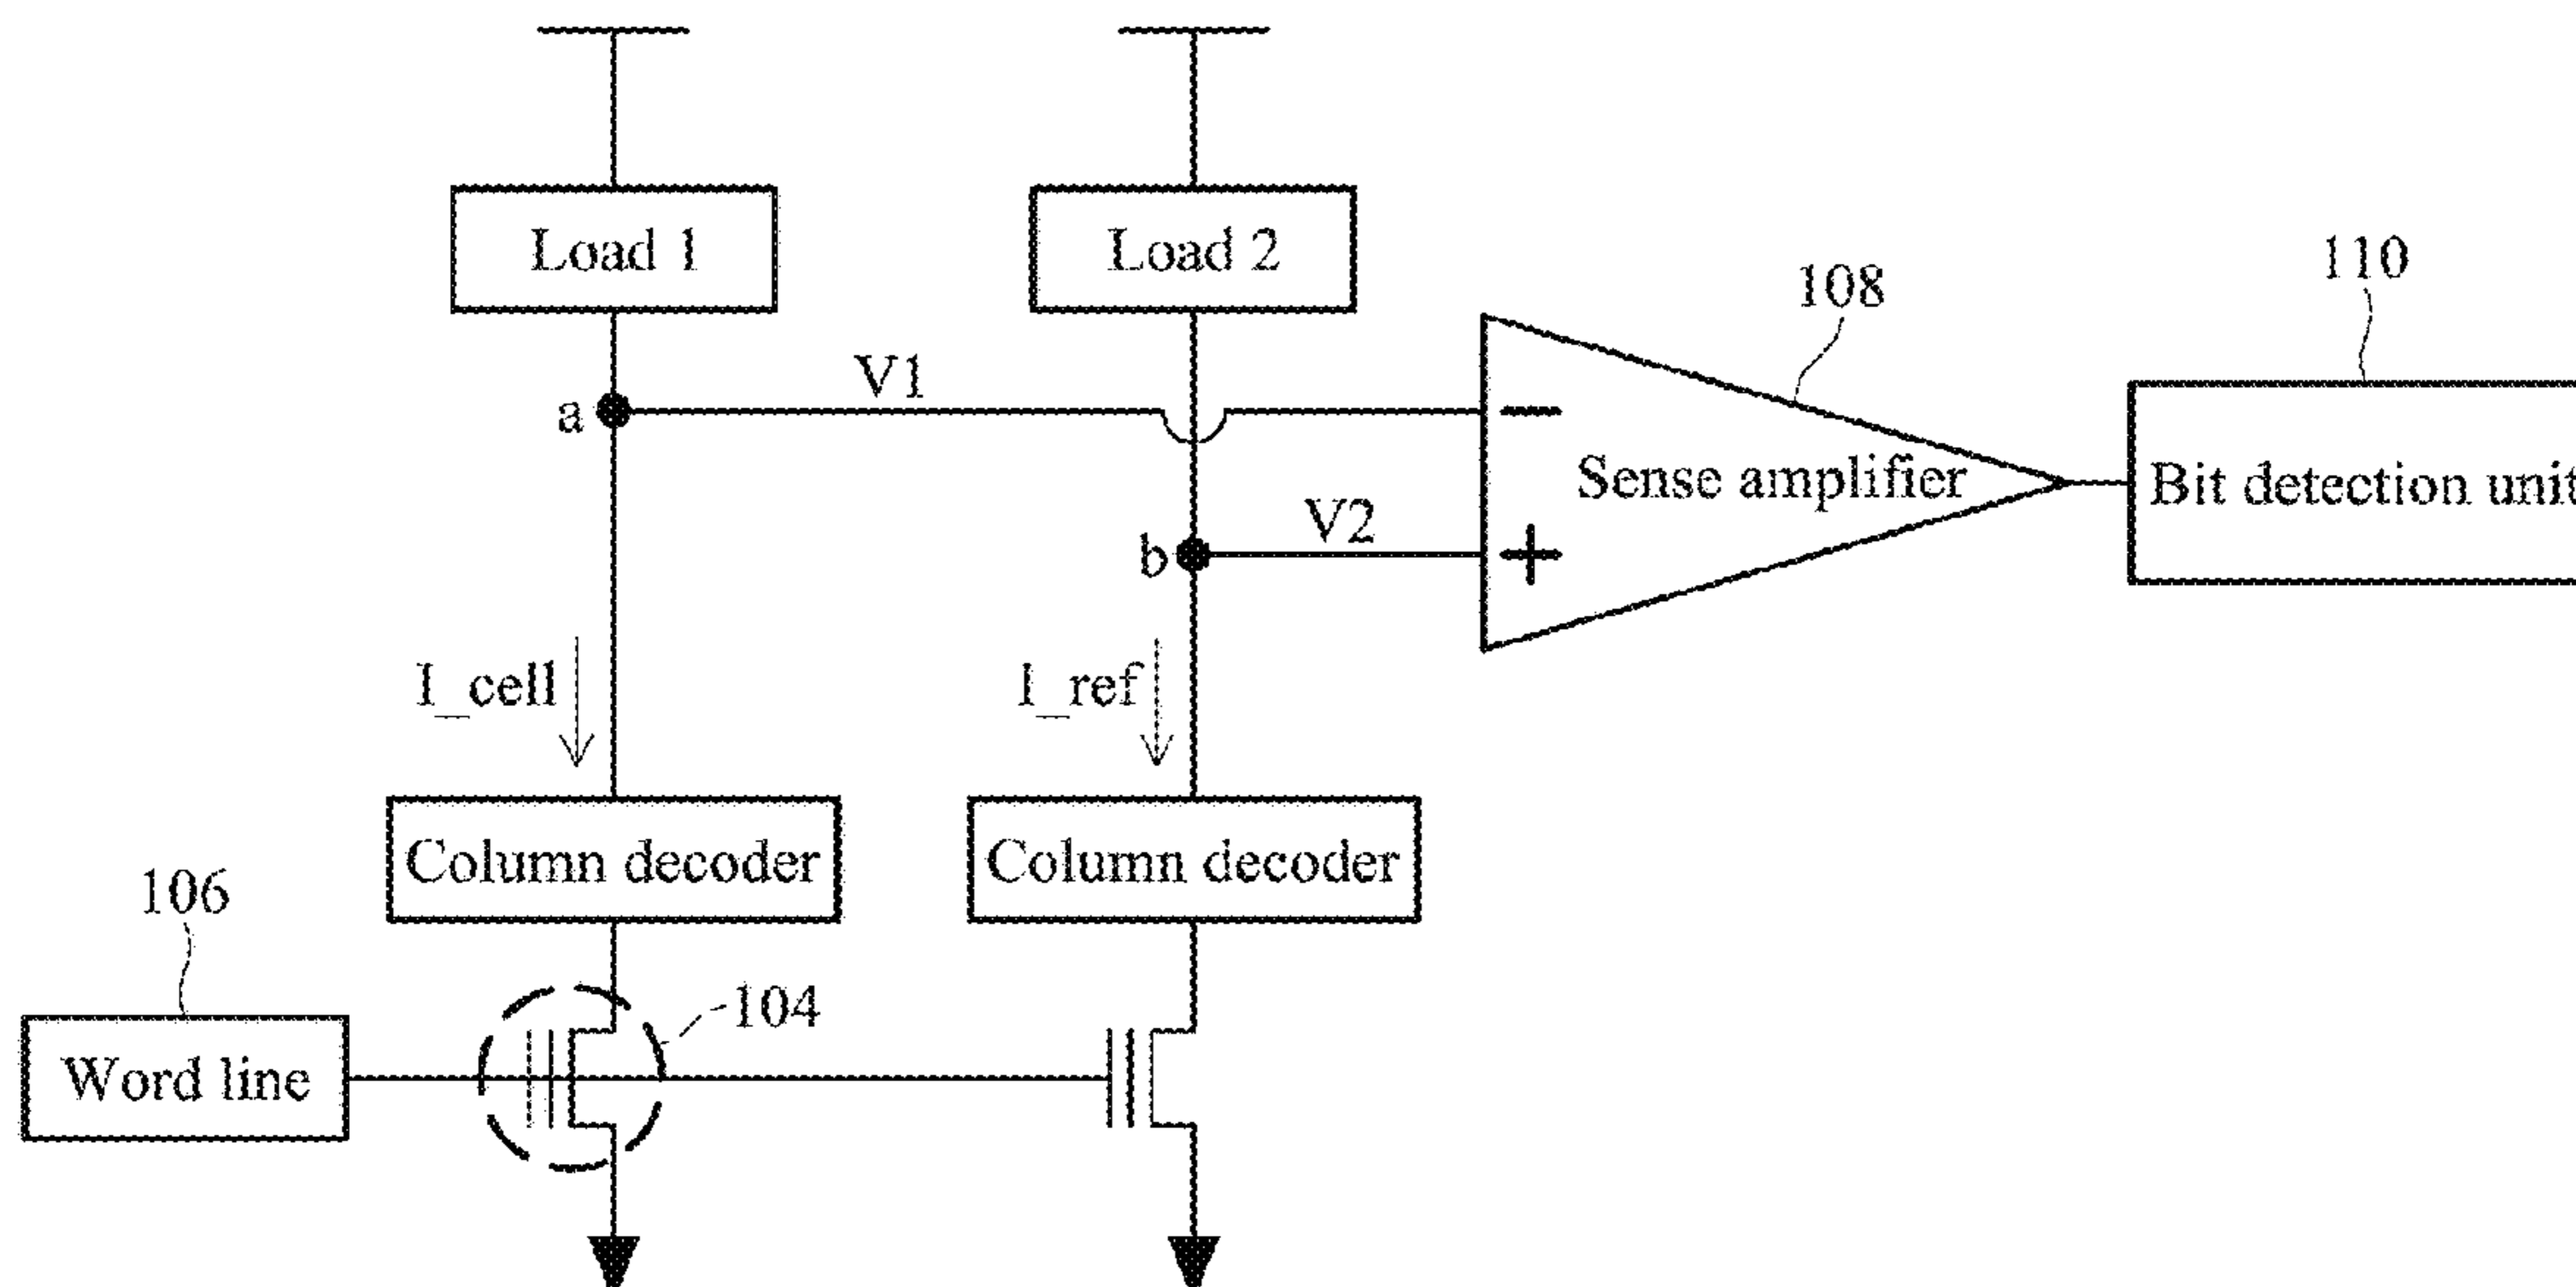 Load 1
Load 2
110
108
V1
a
−
Sense amplifier
Bit detection unit
V2
b
+
I_cell
I_ref
Column decoder
Column decoder
106
104
Word line